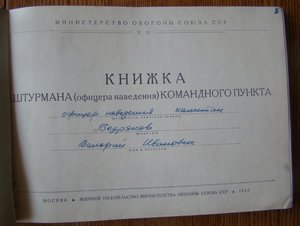 МИНИСТЕРСТВО ОБОРОНЫ СОЮЗА ССР
КНИЖКА
ШТУРМАНА (офицера наведения) КОМАНДНОГО ПУНКТА
офицер наведения капитан
Валерий Иванович
МОСКВА • ВОЕННОЕ ИЗДАТЕЛЬСТВО МИНИСТЕРСТВА ОБОРОНЫ СОЮЗА ССР